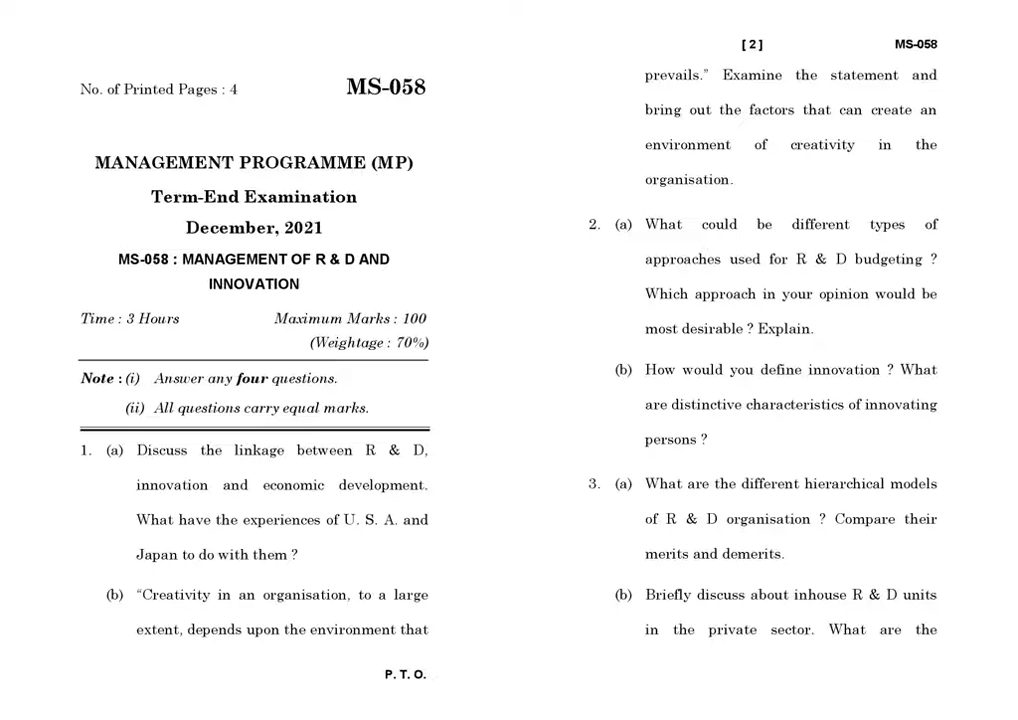 No. of Printed Pages : 4 MS-058
MANAGEMENT PROGRAMME (MP)
Term-End Examination
December, 2021
MS-058 : MANAGEMENT OF R & D AND
INNOVATION
Time : 3 Hours Maximum Marks : 100
(Weightage : 70%)
Note : (i) Answer any four questions.
(ii) All questions carry equal marks.
1. (a) Discuss the linkage between R & D,
innovation and economic development.
What have the experiences of U. S. A. and
Japan to do with them ?
(b) “Creativity in an organisation, to a large
extent, depends upon the environment that
P. T. O.
[ 2 ] MS-058
prevails.” Examine the statement and
bring out the factors that can create an
environment of creativity in the
organisation.
2. (a) What could be different types of
approaches used for R & D budgeting ?
Which approach in your opinion would be
most desirable ? Explain.
(b) How would you define innovation ? What
are distinctive characteristics of innovating
persons ?
3. (a) What are the different hierarchical models
of R & D organisation ? Compare their
merits and demerits.
(b) Briefly discuss about inhouse R & D units
in the private sector. What are the